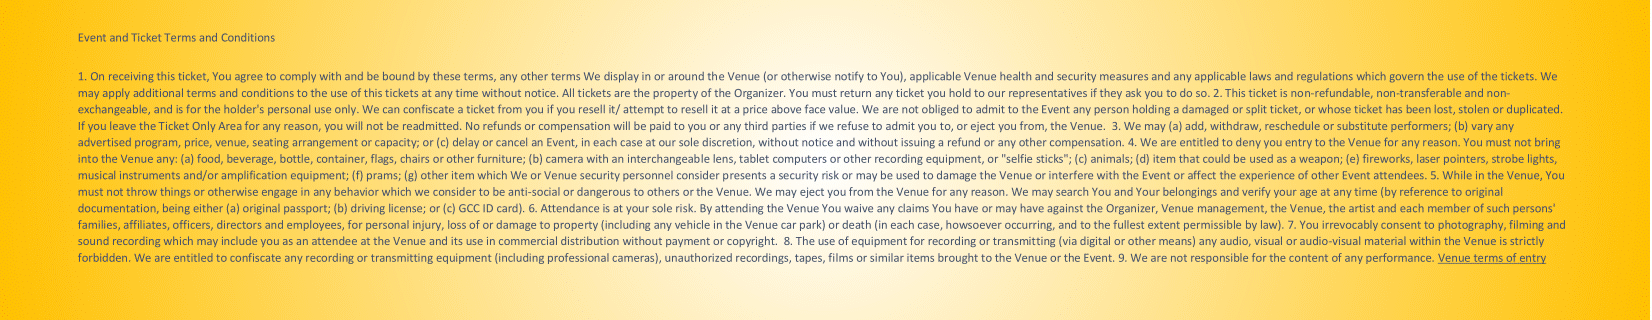 Event and Ticket Terms and Conditions
1. On receiving this ticket, You agree to comply with and be bound by these terms, any other terms We display in or around the Venue (or otherwise notify to You), applicable Venue health and security measures and any applicable laws and regulations which govern the use of the tickets. We
may apply additional terms and conditions to the use of this tickets at any time without notice. All tickets are the property of the Organizer. You must return any ticket you hold to our representatives if they ask you to do so. 2. This ticket is non-refundable, non-transferable and non-
exchangeable, and is for the holder's personal use only. We can confiscate a ticket from you if you resell it/ attempt to resell it at a price above face value. We are not obliged to admit to the Event any person holding a damaged or split ticket, or whose ticket has been lost, stolen or duplicated.
If you leave the Ticket Only Area for any reason, you will not be readmitted. No refunds or compensation will be paid to you or any third parties if we refuse to admit you to, or eject you from, the Venue. 3. We may (a) add, withdraw, reschedule or substitute performers; (b) vary any
advertised program, price, venue, seating arrangement or capacity; or (c) delay or cancel an Event, in each case at our sole discretion, without notice and without issuing a refund or any other compensation. 4. We are entitled to deny you entry to the Venue for any reason. You must not bring
into the Venue any: (a) food, beverage, bottle, container, flags, chairs or other furniture; (b) camera with an interchangeable lens, tablet computers or other recording equipment, or "selfie sticks"; (c) animals; (d) item that could be used as a weapon; (e) fireworks, laser pointers, strobe lights,
musical instruments and/or amplification equipment; (f) prams; (g) other item which We or Venue security personnel consider presents a security risk or may be used to damage the Venue or interfere with the Event or affect the experience of other Event attendees. 5. While in the Venue, You
must not throw things or otherwise engage in any behavior which we consider to be anti-social or dangerous to others or the Venue. We may eject you from the Venue for any reason. We may search You and Your belongings and verify your age at any time (by reference to original
documentation, being either (a) original passport; (b) driving license; or (c) GCC ID card). 6. Attendance is at your sole risk. By attending the Venue You waive any claims You have or may have against the Organizer, Venue management, the Venue, the artist and each member of such persons'
families, affiliates, officers, directors and employees, for personal injury, loss of or damage to property (including any vehicle in the Venue car park) or death (in each case, howsoever occurring, and to the fullest extent permissible by law). 7. You irrevocably consent to photography, filming and
sound recording which may include you as an attendee at the Venue and its use in commercial distribution without payment or copyright. 8. The use of equipment for recording or transmitting (via digital or other means) any audio, visual or audio-visual material within the Venue is strictly
forbidden. We are entitled to confiscate any recording or transmitting equipment (including professional cameras), unauthorized recordings, tapes, films or similar items brought to the Venue or the Event. 9. We are not responsible for the content of any performance. Venue terms of entry